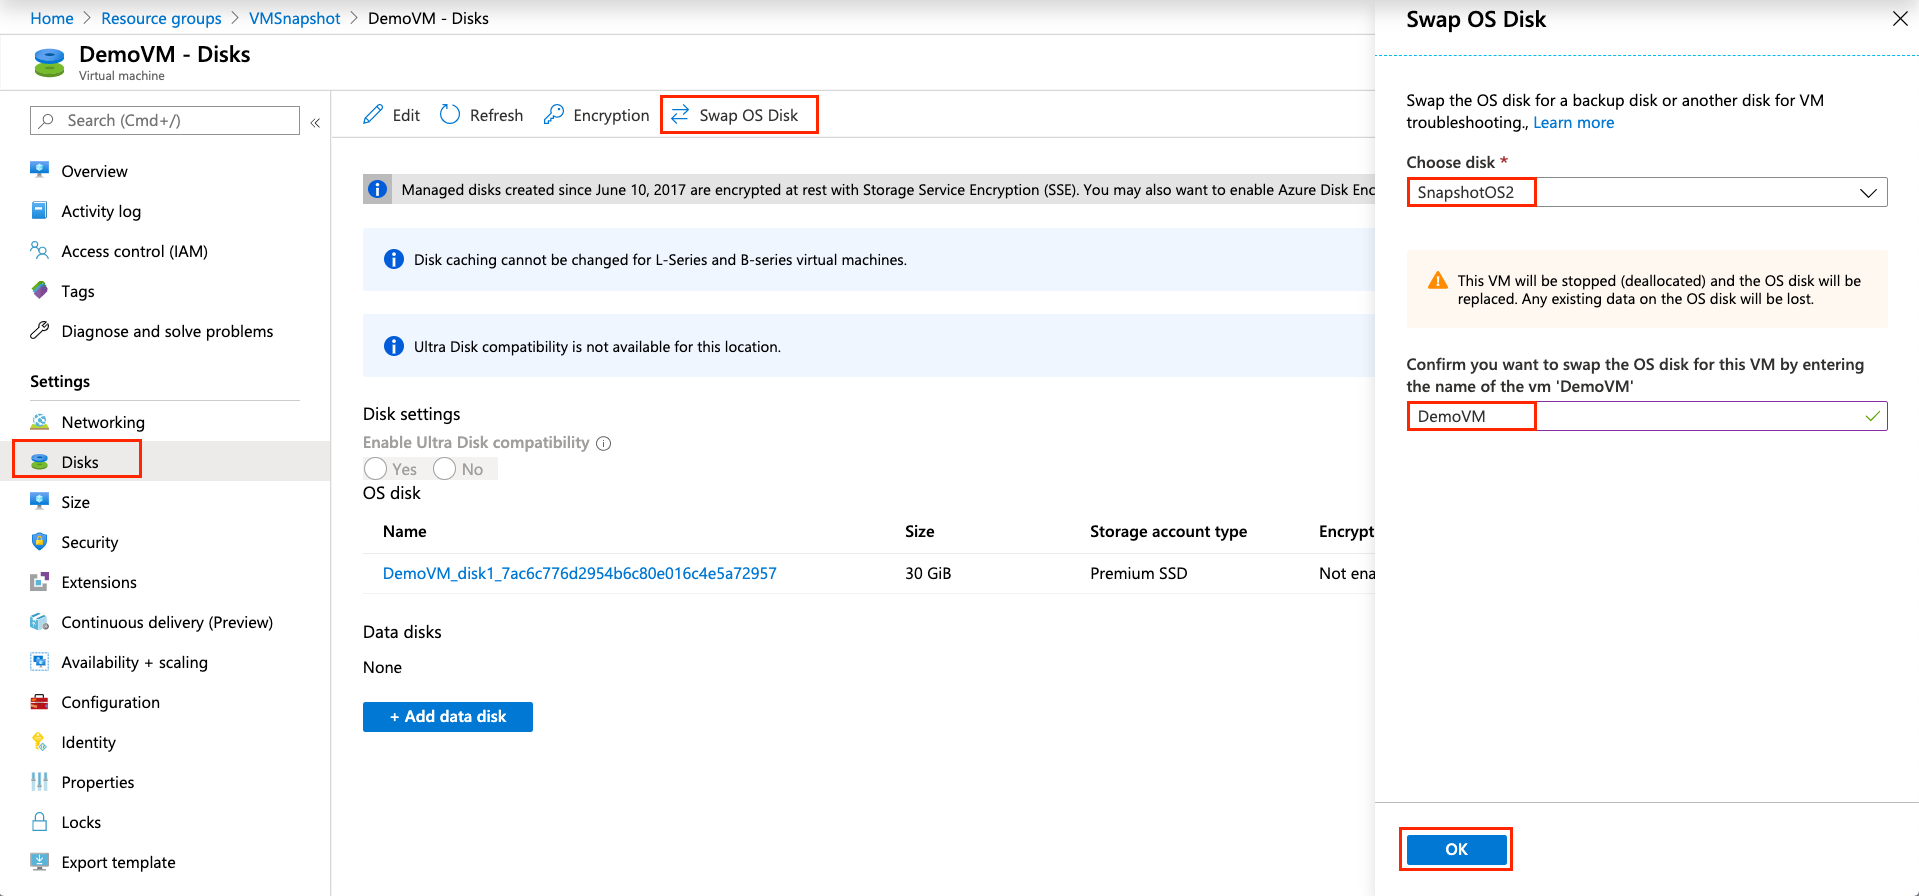 Home > Resource groups > VMSnapshot > DemoVM - Disks
DemoVM - Disks
Virtual machine
Search (Cmd+/)
«
Overview
Activity log
Access control (IAM)
Tags
Diagnose and solve problems
Settings
Networking
Disks
Size
Security
Extensions
Continuous delivery (Preview)
Availability + scaling
Configuration
Identity
Properties
Locks
Export template
Edit
Refresh
Encryption
Swap OS Disk
Managed disks created since June 10, 2017 are encrypted at rest with Storage Service Encryption (SSE). You may also want to enable Azure Disk Enc
Disk caching cannot be changed for L-Series and B-series virtual machines.
Ultra Disk compatibility is not available for this location.
Disk settings
Enable Ultra Disk compatibility
Yes No
OS disk
Name Size Storage account type Encrypt
DemoVM_disk1_7ac6c776d2954b6c80e016c4e5a72957 30 GiB Premium SSD Not ena
Data disks
None
+ Add data disk
Swap OS Disk
Swap the OS disk for a backup disk or another disk for VM
troubleshooting., Learn more
Choose disk *
SnapshotOS2
This VM will be stopped (deallocated) and the OS disk will be
replaced. Any existing data on the OS disk will be lost.
Confirm you want to swap the OS disk for this VM by entering
the name of the vm 'DemoVM'
DemoVM
OK